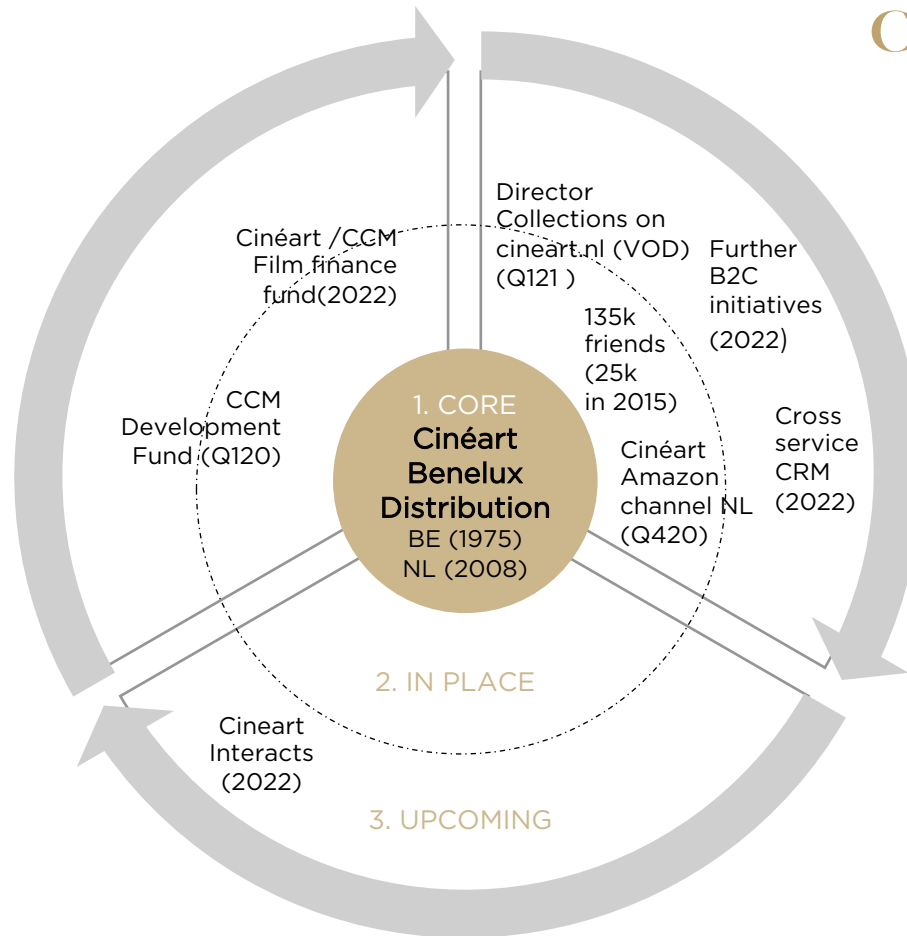 C
Director
Collections on
cineart.nl (VOD)
(Q121 )
Further
B2C
initiatives
(2022)
Cinéart /CCM
Film finance
fund(2022)
135k
friends
(25k
in 2015)
CCM
Development
Fund (Q120)
1. CORE
Cinéart
Benelux
Distribution
BE (1975)
NL (2008)
Cinéart
Amazon
channel NL
(Q420)
Cross
service
CRM
(2022)
2. IN PLACE
Cineart
Interacts
(2022)
3. UPCOMING